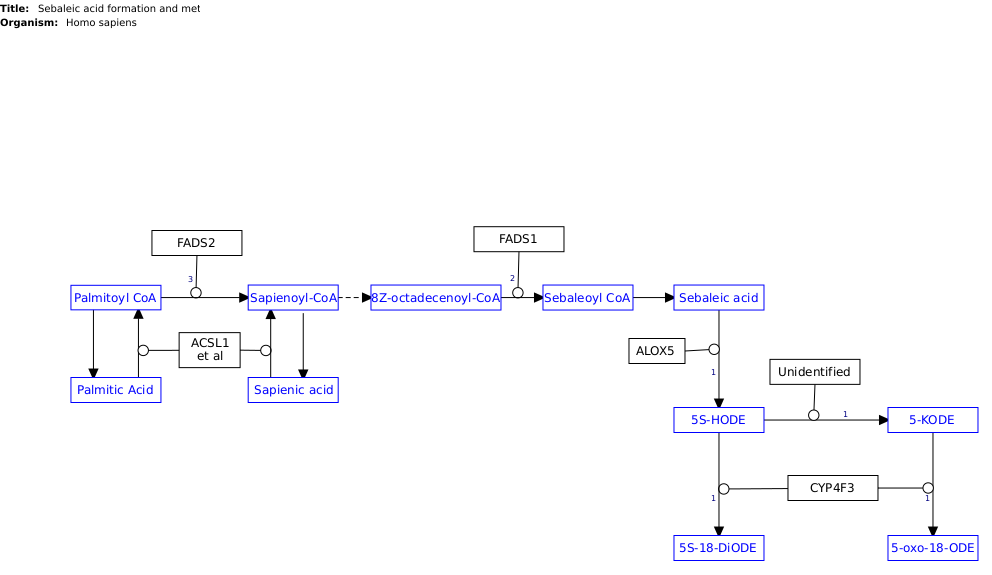 Title: Sebaleic acid formation and met
Organism: Homo sapiens
FADS1
FADS2
3
2
Palmitoyl CoA
Sapienoyl-CoA
8Z-octadecenoyl-CoA
Sebaleoyl CoA
Sebaleic acid
ACSL1
et al
ALOX5
1
Unidentified
Palmitic Acid
Sapienic acid
5S-HODE
1
5-KODE
CYP4F3
1
1
5S-18-DiODE
5-oxo-18-ODE